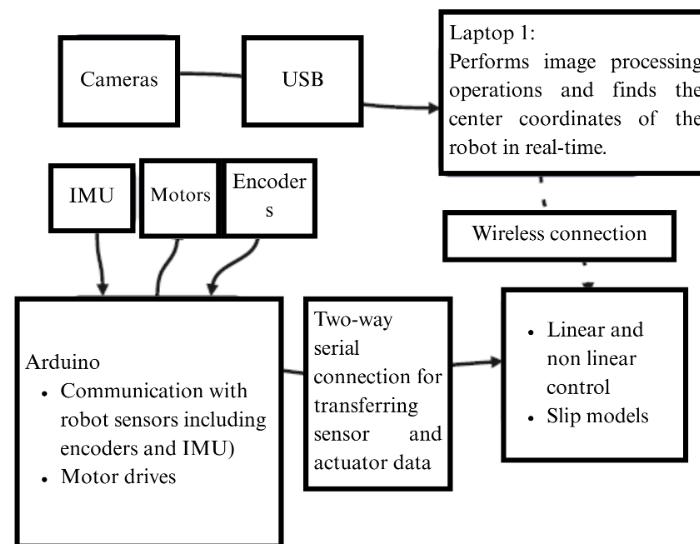 Cameras
USB
Laptop 1:
Performs image processing
operations and finds the
center coordinates of the
robot in real-time.
IMU
Motors
Encoder
s
Wireless connection
Arduino
• Communication with
robot sensors including
encoders and IMU)
• Motor drives
Two-way
serial
connection for
transferring
sensor and
actuator data
• Linear and
non linear
control
• Slip models